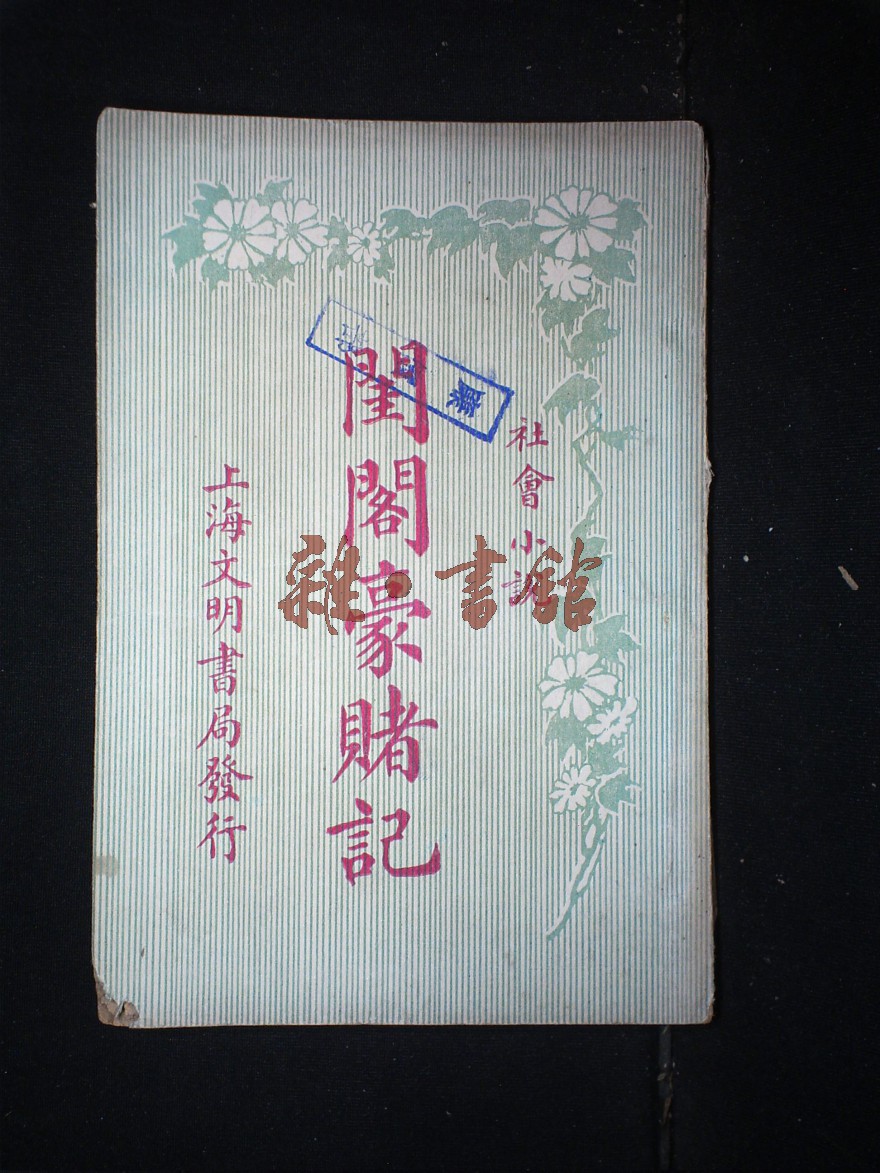 社會小說
閨閣豪賭記
上海文明書局發行
雜·書館